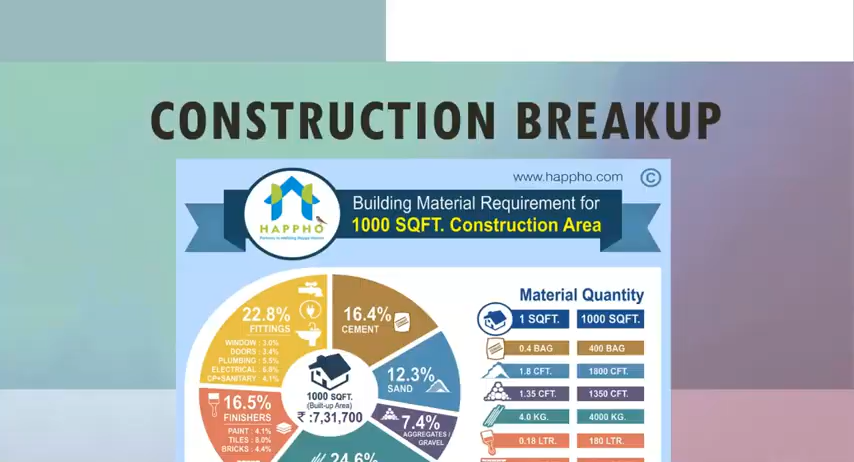 CONSTRUCTION BREAKUP
www.happho.com
©
HAPPHO
Building Material Requirement for
1000 SQFT. Construction Area
22.8%
FITTINGS
WINDOW : 3.0%
DOORS : 3.4%
PLUMBING : 5.5%
ELECTRICAL : 6.8%
CP+SANITARY : 4.1%
16.4%
CEMENT
12.3%
SAND
7.4%
AGGREGATES /
GRAVEL
24.6%
16.5%
FINISHERS
PAINT : 4.1%
TILES : 8.0%
BRICKS : 4.4%
1000 SQFT.
(Built-up Area)
₹ :7,31,700
Material Quantity
1 SQFT. 1000 SQFT.
0.4 BAG 400 BAG
1.8 CFT. 1800 CFT.
1.35 CFT. 1350 CFT.
4.0 KG. 4000 KG.
0.18 LTR. 180 LTR.